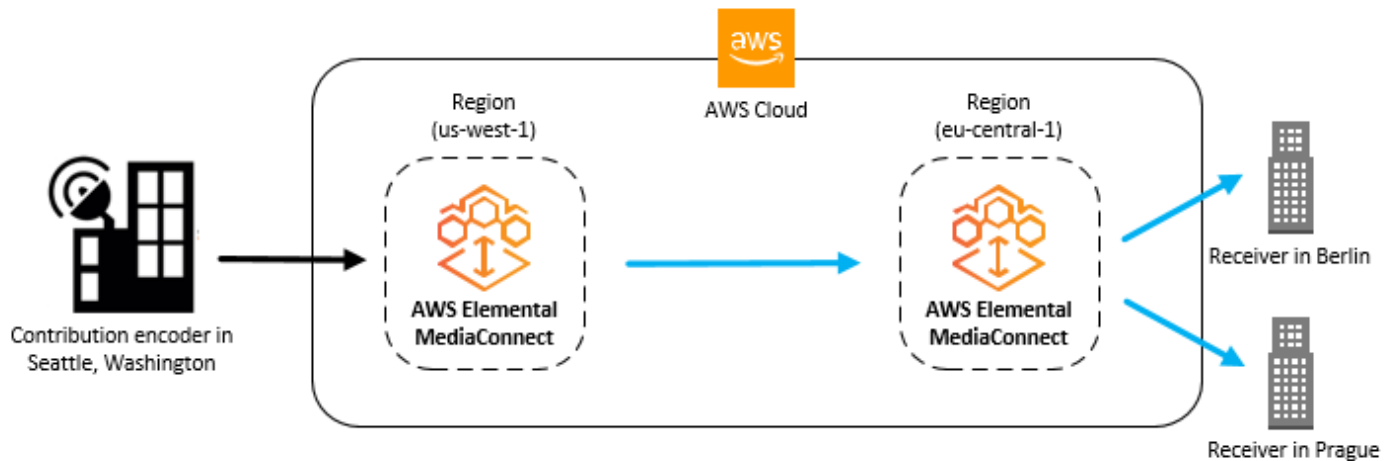 aws
AWS Cloud
Region
(us-west-1)
Region
(eu-central-1)
AWS Elemental
MediaConnect
AWS Elemental
MediaConnect
Contribution encoder in
Seattle, Washington
Receiver in Berlin
Receiver in Prague